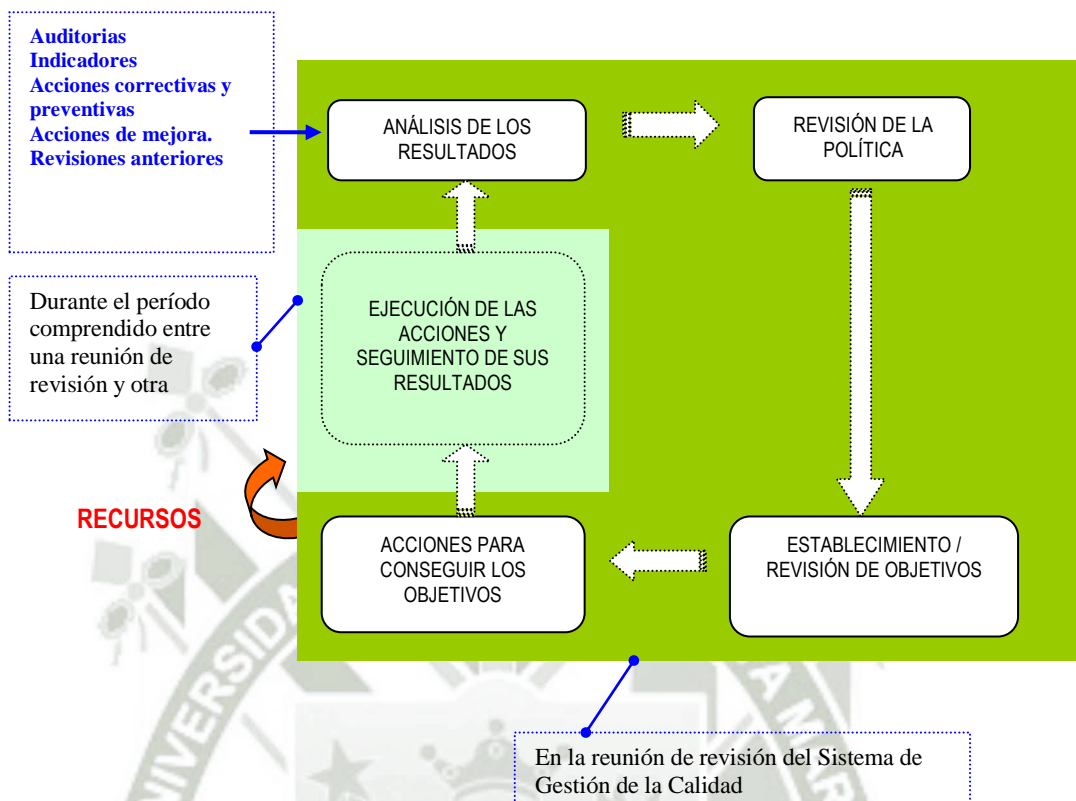 Auditorias
Indicadores
Acciones correctivas y
preventivas
Acciones de mejora.
Revisiones anteriores
ANÁLISIS DE LOS
RESULTADOS
REVISIÓN DE LA
POLÍTICA
Durante el período
comprendido entre
una reunión de
revisión y otra
EJECUCIÓN DE LAS
ACCIONES Y
SEGUIMIENTO DE SUS
RESULTADOS
RECURSOS
ACCIONES PARA
CONSEGUIR LOS
OBJETIVOS
ESTABLECIMIENTO /
REVISIÓN DE OBJETIVOS
En la reunión de revisión del Sistema de
Gestión de la Calidad